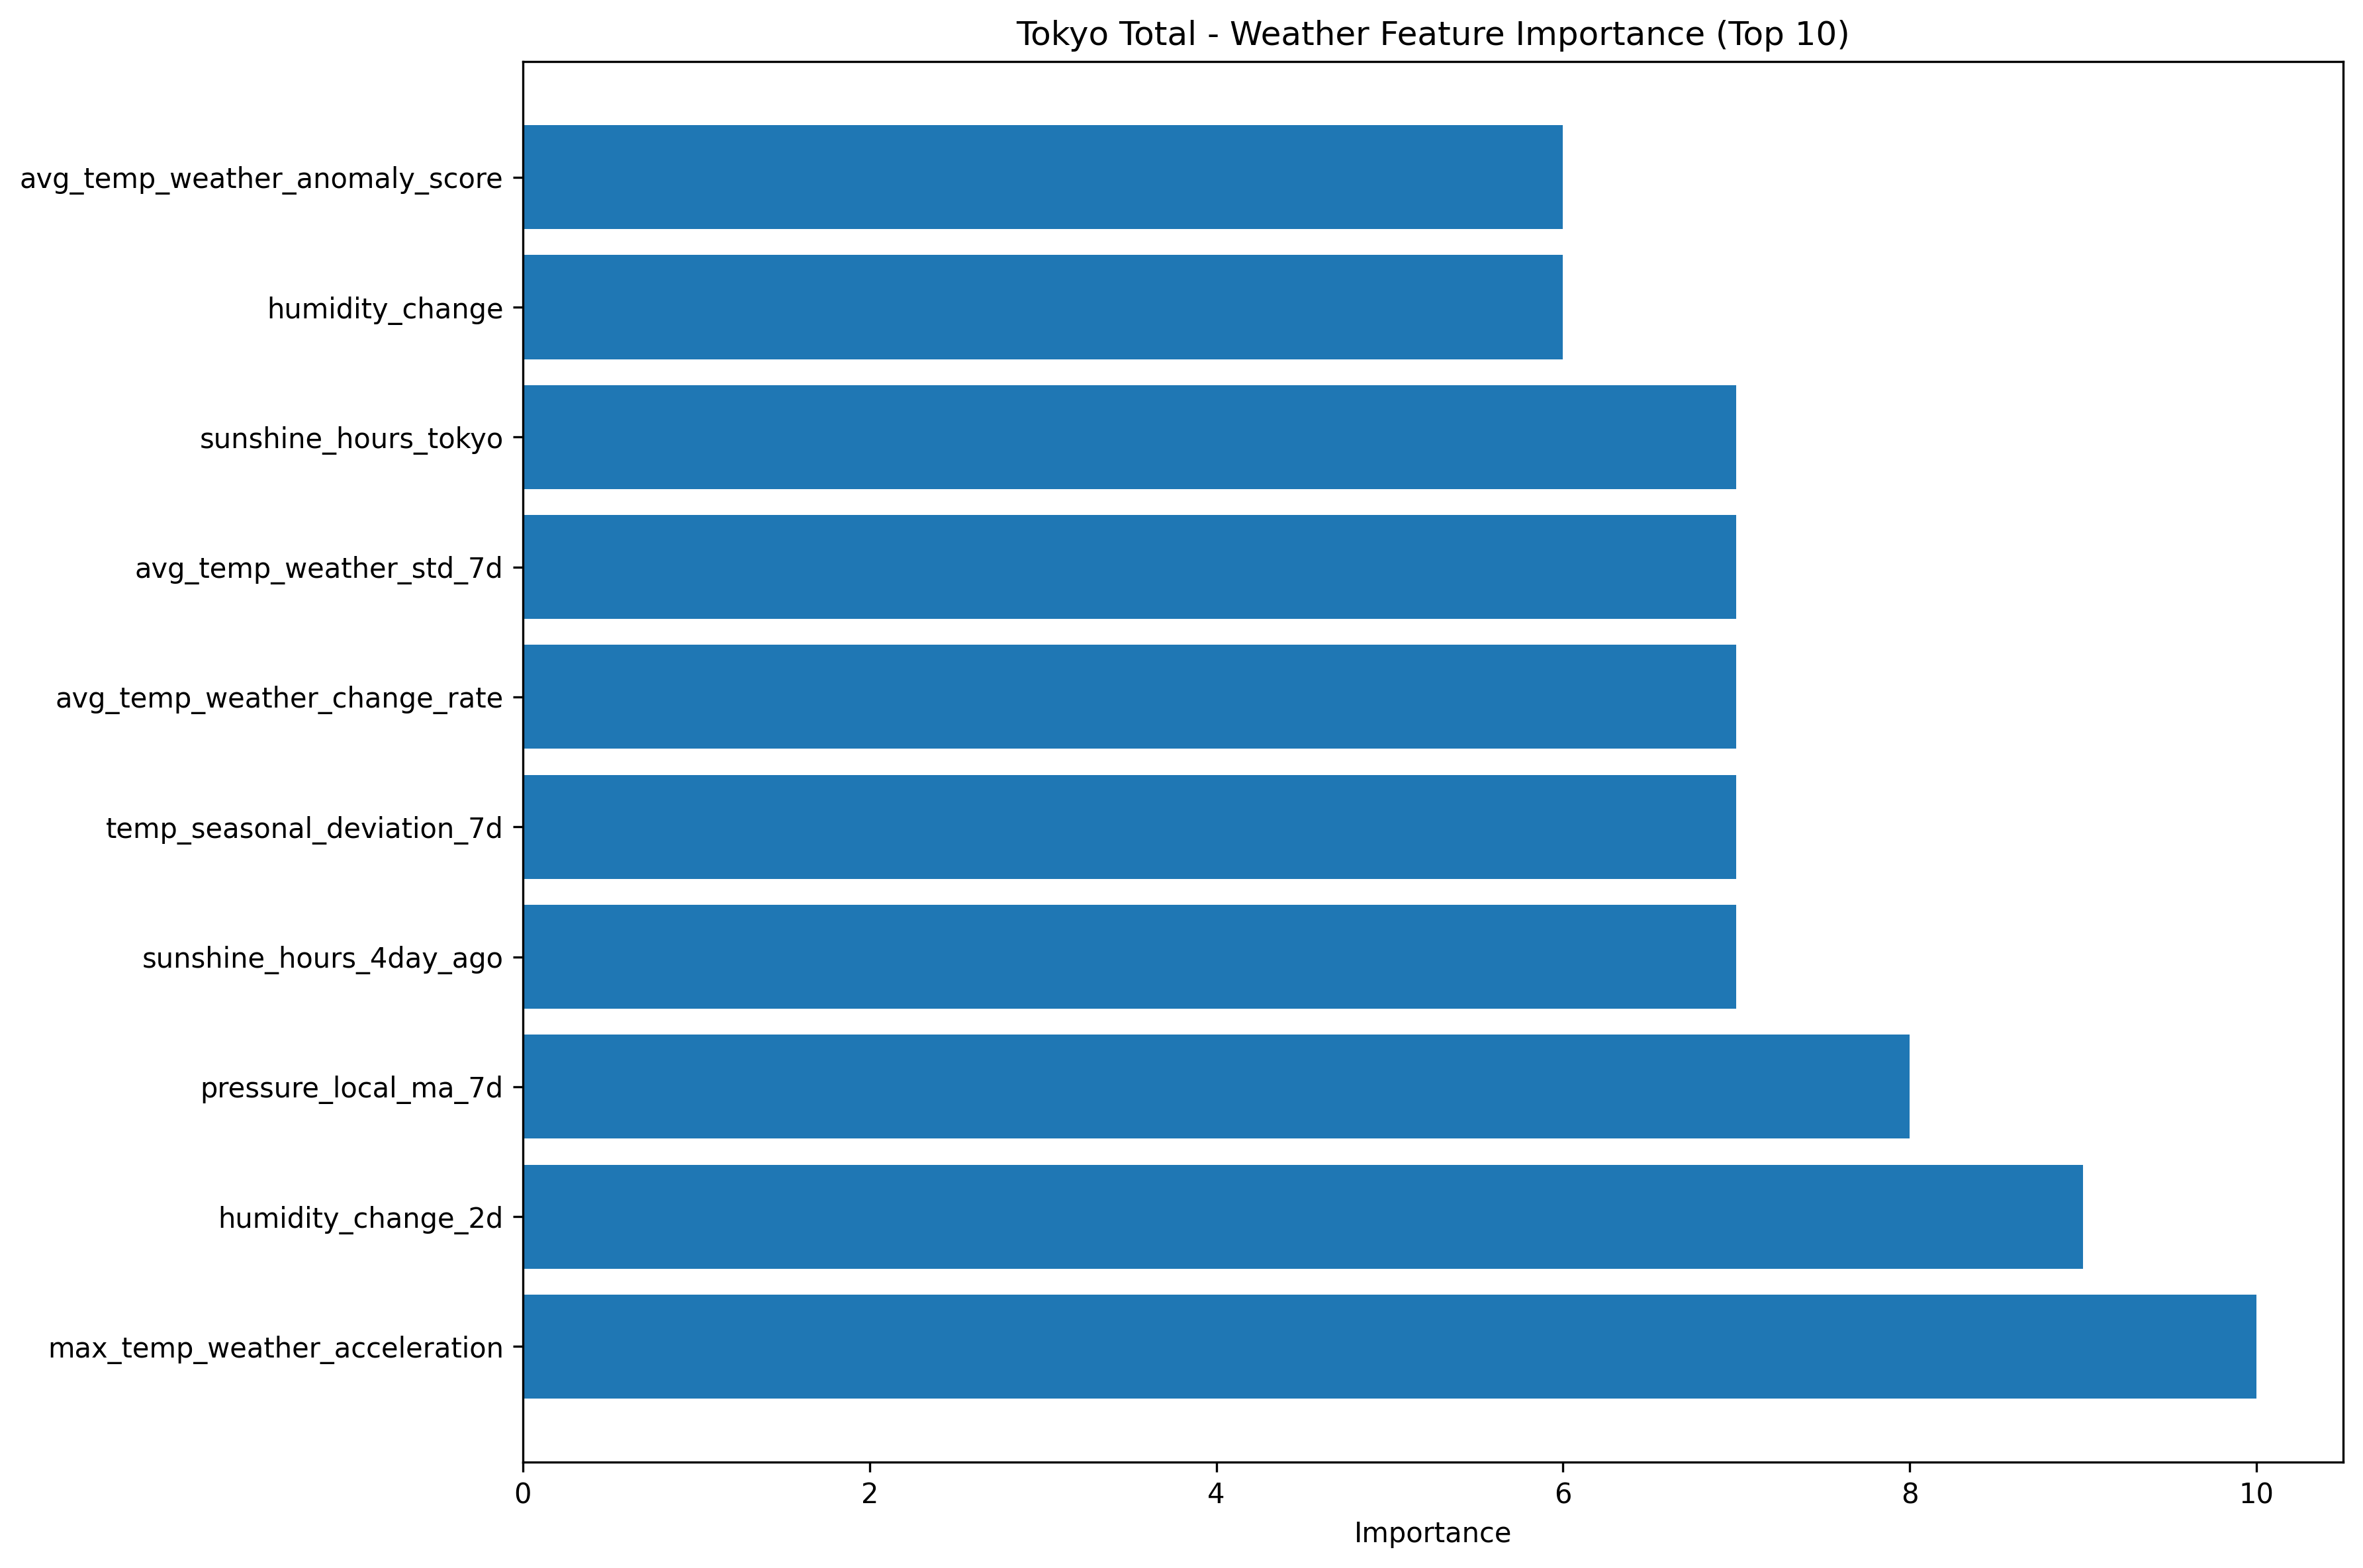 Tokyo Total - Weather Feature Importance (Top 10)
avg_temp_weather_anomaly_score
humidity_change
sunshine_hours_tokyo
avg_temp_weather_std_7d
avg_temp_weather_change_rate
temp_seasonal_deviation_7d
sunshine_hours_4day_ago
pressure_local_ma_7d
humidity_change_2d
max_temp_weather_acceleration
0 2 4 6 8 10
Importance